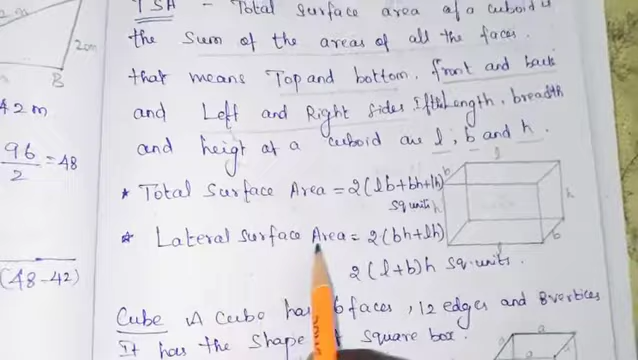 TSA - Total Surface area of a cuboid is
the sum of the areas of all the faces.
that means Top and bottom, front and back
and Left and Right sides If the Length, breadth
and heigt of a cuboid are l, b and h.
* Total Surface Area = 2(lb+bh+lh)
sq units
* Lateral Surface Area = 2(bh+lh)
2(l+b)h sq.units.
Cube A Cube has 6 faces, 12 edges and 8 vertices
It has the shape of square box.
2m
2cm
B
42m
96/2 = 48
(48-42)
l
b
h
h
b
l
a
a